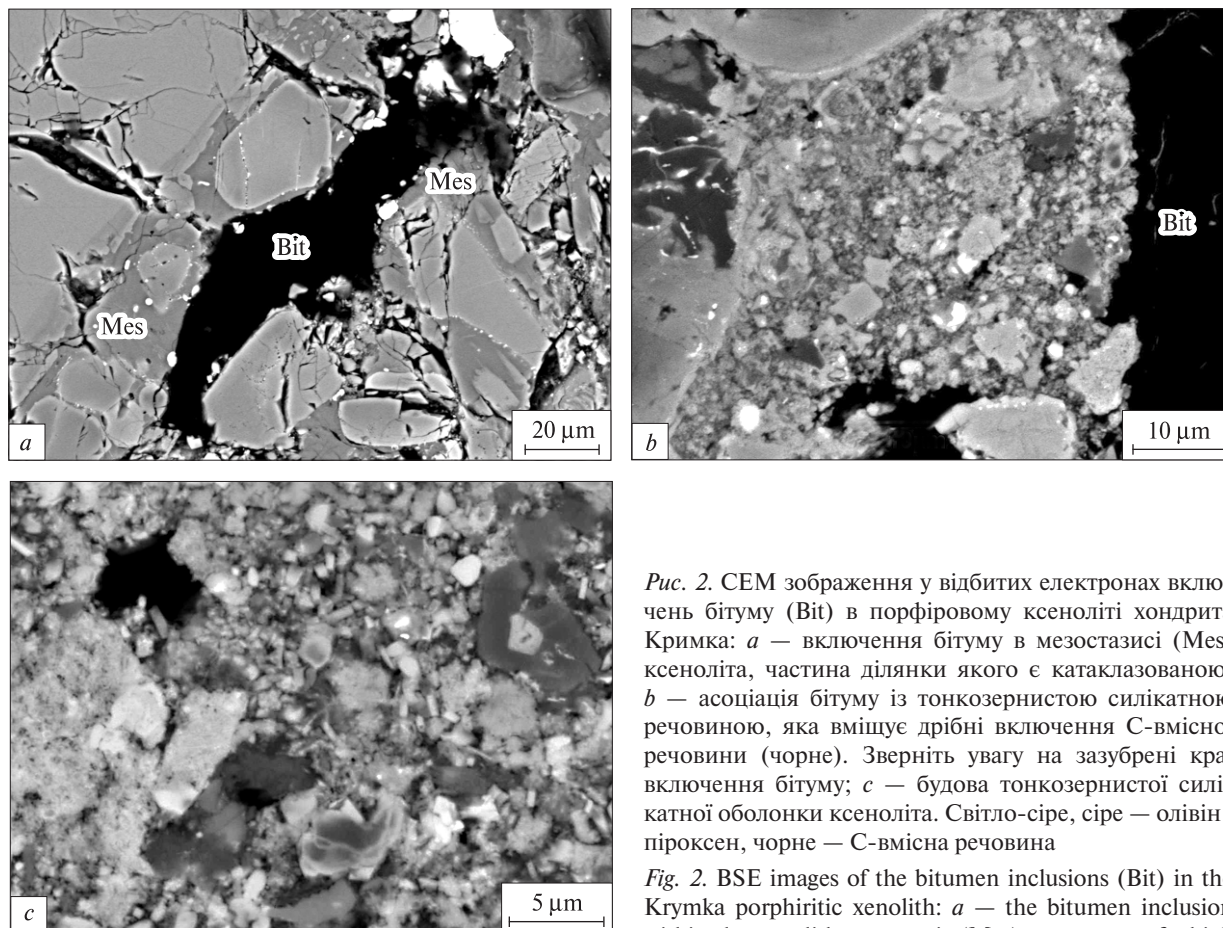 Mes
Bit
Mes
a
20 μm
Bit
b
10 μm
c
5 μm
Рис. 2. СЕМ зображення у відбитих електронах вклю-
чень бітуму (Bit) в порфіровому ксеноліті хондрит
Кримка: a — включення бітуму в мезостазисі (Mes
ксеноліта, частина ділянки якого є катаклазованою
b — асоціація бітуму із тонкозернистою силікатною
речовиною, яка вміщує дрібні включення С-вмісно
речовини (чорне). Зверніть увагу на зазубрені кра
включення бітуму; c — будова тонкозернистої силі-
катної оболонки ксеноліта. Світло-сіре, сіре — олівін
піроксен, чорне — С-вмісна речовина
Fig. 2. BSE images of the bitumen inclusions (Bit) in th
Krymka porphiritic xenolith: a — the bitumen inclusion